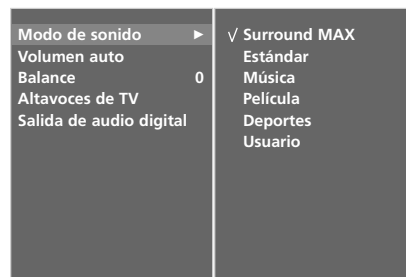 Modo de sonido ►
Volumen auto
Balance 0
Altavoces de TV
Salida de audio digital
√ Surround MAX
Estándar
Música
Película
Deportes
Usuario